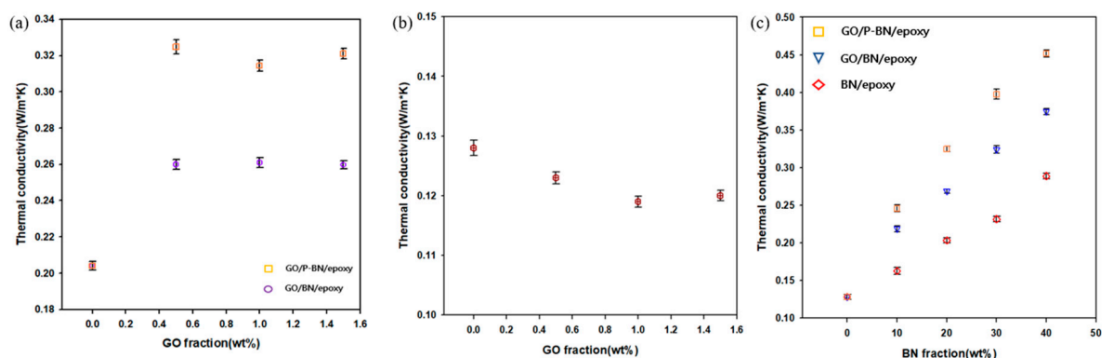 (a)
Thermal conductivity(W/m*K)
0.34
0.32
0.30
0.28
0.26
0.24
0.22
0.20
0.18
GO/P-BN/epoxy
GO/BN/epoxy
0.0 0.2 0.4 0.6 0.8 1.0 1.2 1.4 1.6
GO fraction(wt%)
(b)
Thermal conductivity(W/m*K)
0.15
0.14
0.13
0.12
0.11
0.10
0.0 0.2 0.4 0.6 0.8 1.0 1.2 1.4 1.6
GO fraction(wt%)
(c)
Thermal conductivity(W/m*K)
0.50
0.45
0.40
0.35
0.30
0.25
0.20
0.15
0.10
GO/P-BN/epoxy
GO/BN/epoxy
BN/epoxy
0 10 20 30 40 50
BN fraction(wt%)